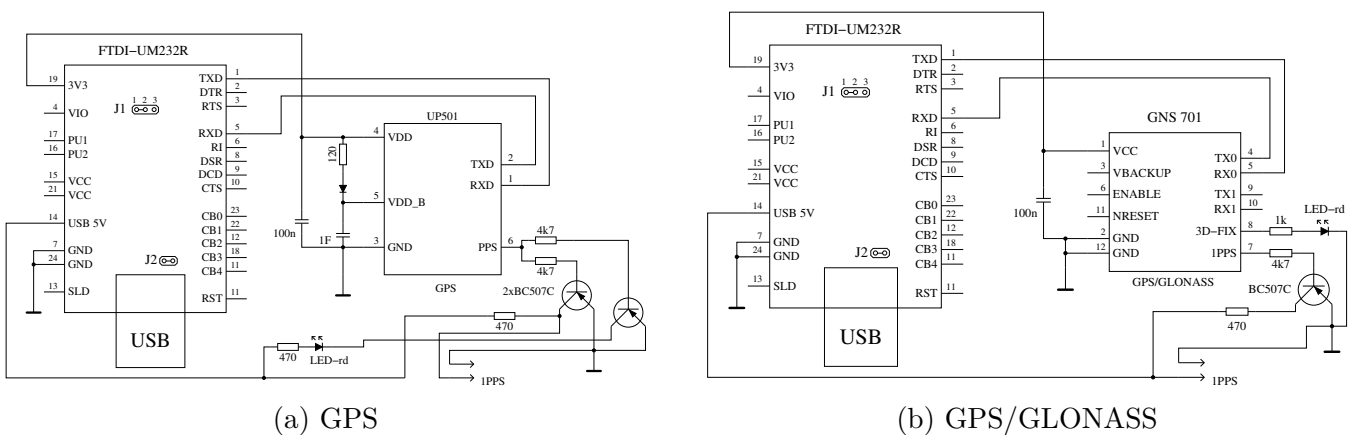 FTDI−UM232R
19 3V3
4 VIO
17 PU1
16 PU2
15 VCC
21 VCC
14 USB 5V
7 GND
24 GND
13 SLD
J1 1 2 3
J2
TXD 1
DTR 2
RTS 3
RXD 5
RI 6
DSR 8
DCD 9
CTS 10
CB0 23
CB1 22
CB2 12
CB3 18
CB4 11
RST 11
USB
100n
120
1F
UP501
4 VDD
5 VDD_B
3 GND
TXD 2
RXD 1
PPS 6
GPS
4k7
4k7
2xBC507C
470
470
LED−rd
1PPS
(a) GPS
FTDI−UM232R
19 3V3
4 VIO
17 PU1
16 PU2
15 VCC
21 VCC
14 USB 5V
7 GND
24 GND
13 SLD
J1 1 2 3
J2
TXD 1
DTR 2
RTS 3
RXD 5
RI 6
DSR 8
DCD 9
CTS 10
CB0 23
CB1 22
CB2 12
CB3 18
CB4 11
RST 11
USB
100n
GNS 701
1 VCC
3 VBACKUP
6 ENABLE
11 NRESET
2 GND
12 GND
TX0 4
RX0 5
TX1 9
RX1 10
3D−FIX 8
1PPS 7
GPS/GLONASS
1k
LED−rd
4k7
BC507C
470
1PPS
(b) GPS/GLONASS